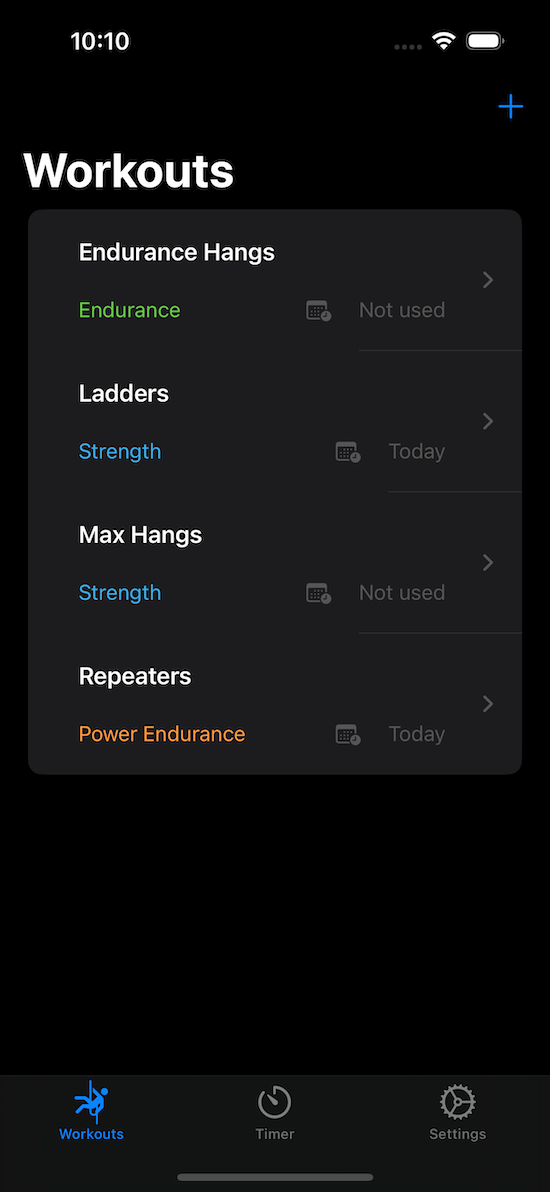 10:10
Workouts
Endurance Hangs
Endurance Not used
Ladders
Strength Today
Max Hangs
Strength Not used
Repeaters
Power Endurance Today
Workouts Timer Settings